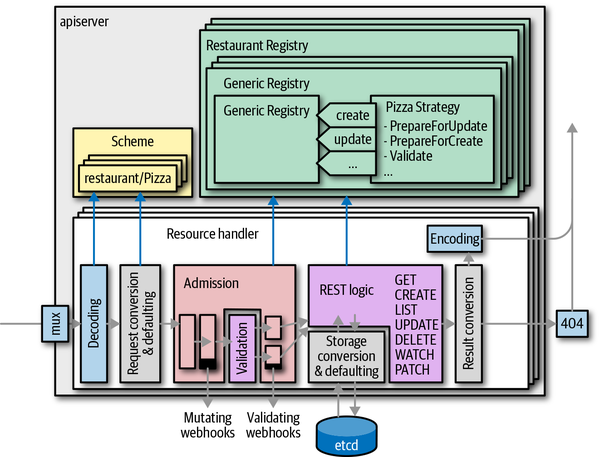 apiserver
Restaurant Registry
Generic Registry
Generic Registry
create
update
...
Pizza Strategy
- PrepareForUpdate
- PrepareForCreate
- Validate
...
Scheme
restaurant/Pizza
Resource handler
Encoding
mux
Decoding
Request conversion
& defaulting
Admission
Validation
REST logic
GET
CREATE
LIST
UPDATE
DELETE
WATCH
PATCH
Storage
conversion
& defaulting
Result conversion
404
Mutating
webhooks
Validating
webhooks
etcd